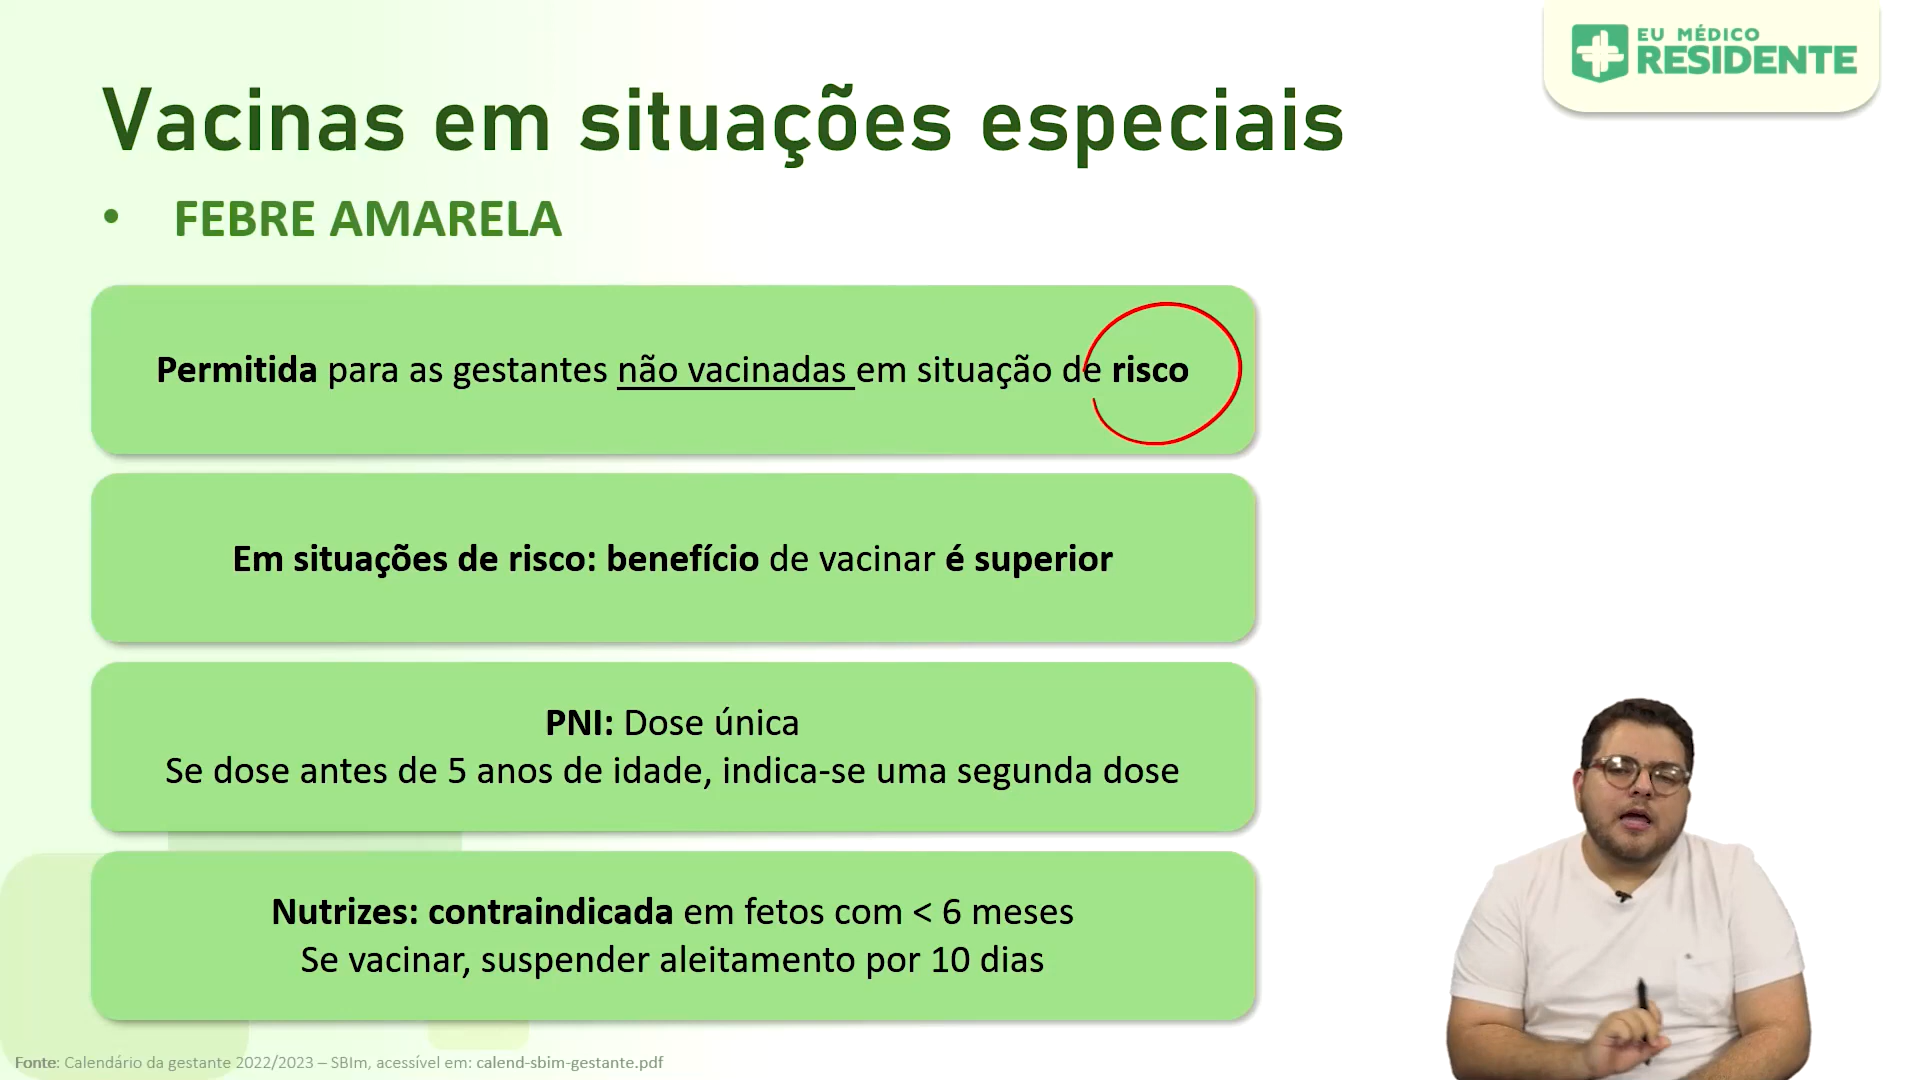 EU MÉDICO
RESIDENTE
Vacinas em situações especiais
• FEBRE AMARELA
Permitida para as gestantes não vacinadas em situação de risco
Em situações de risco: benefício de vacinar é superior
PNI: Dose única
Se dose antes de 5 anos de idade, indica-se uma segunda dose
Nutrizes: contraindicada em fetos com < 6 meses
Se vacinar, suspender aleitamento por 10 dias
Fonte: Calendário da gestante 2022/2023 – SBIm, acessível em: calend-sbim-gestante.pdf